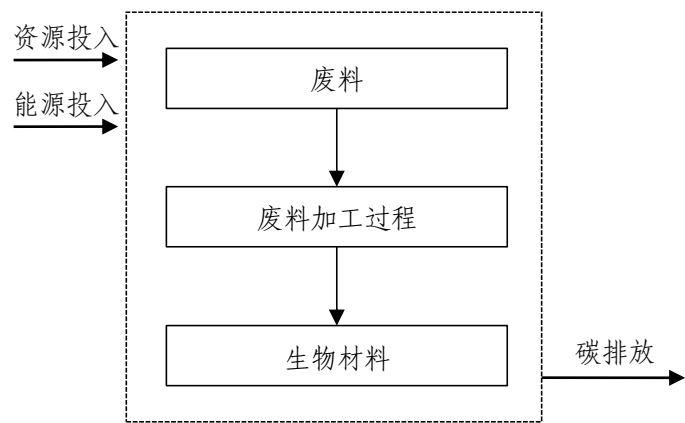 资源投入
能源投入
废料
废料加工过程
生物材料
碳排放